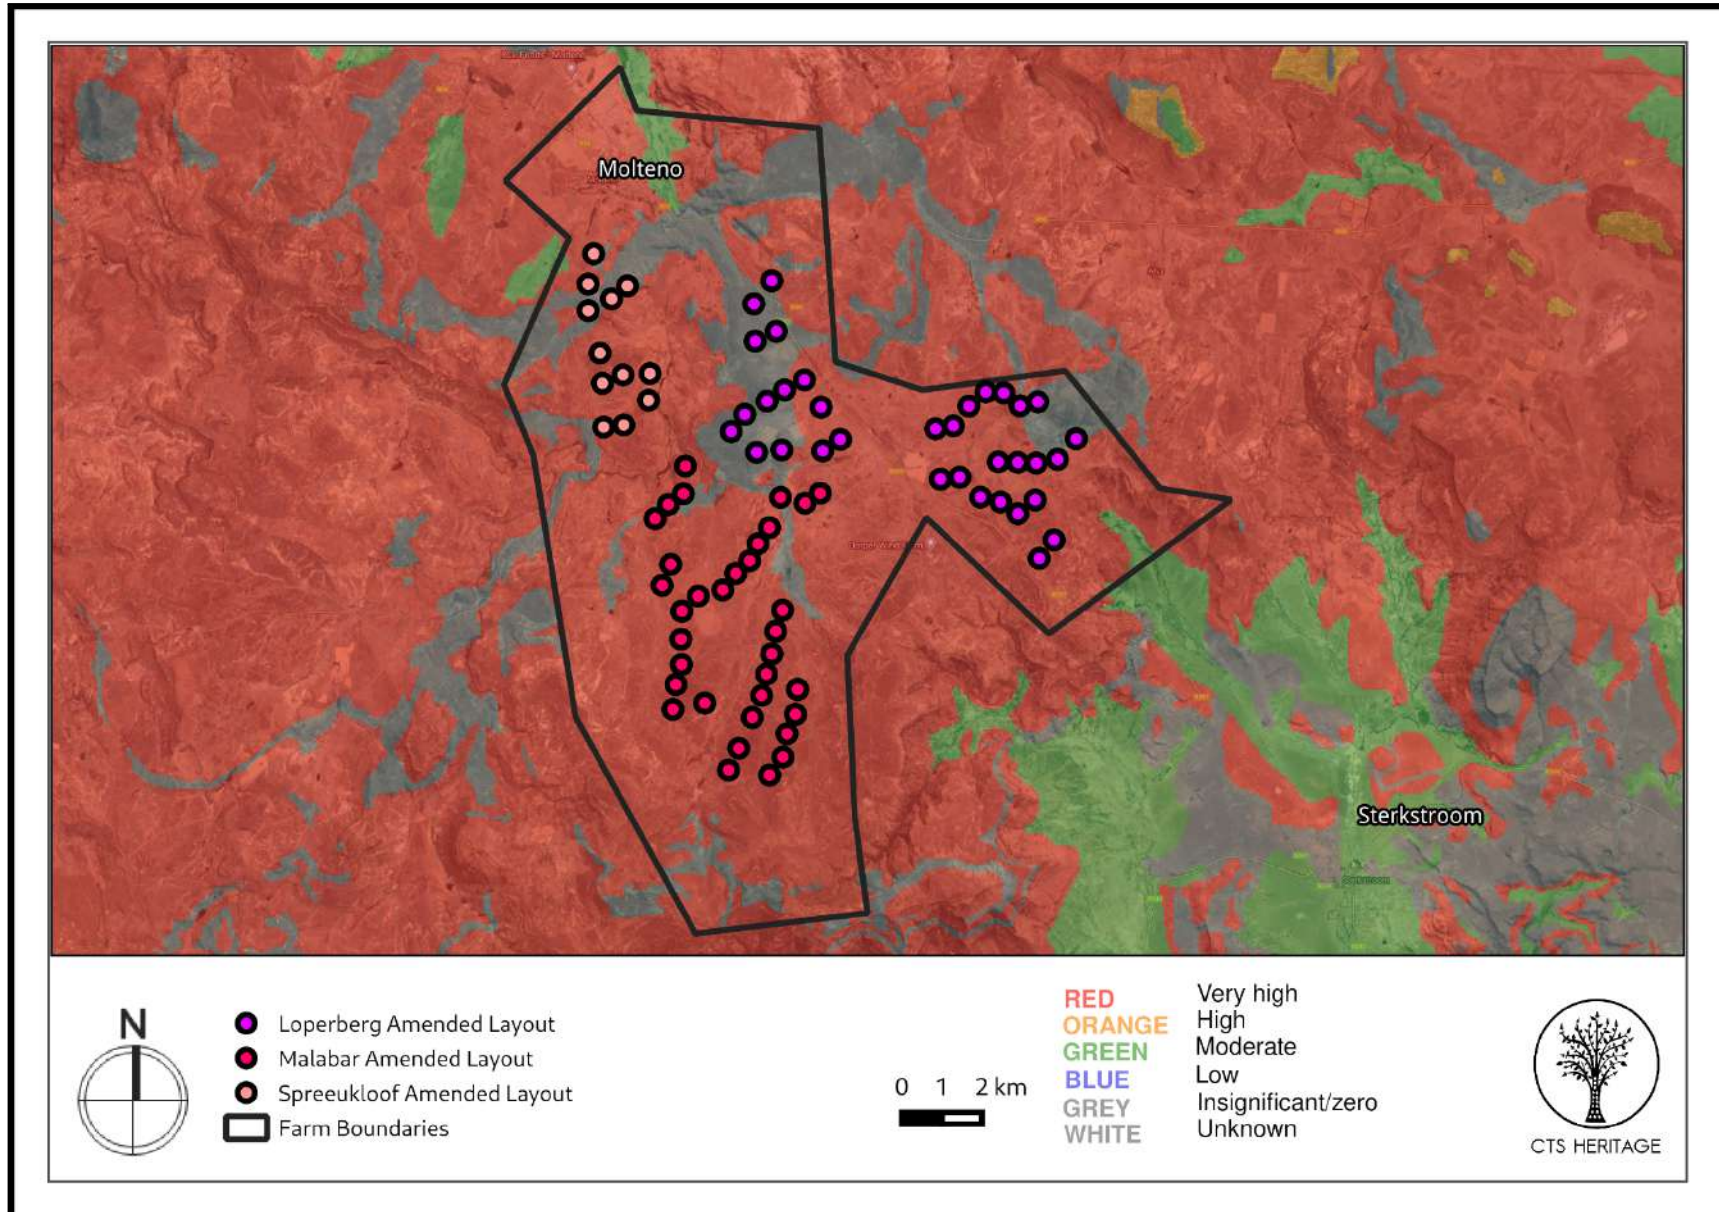 Molteno
Sterkstroom
N
Loperberg Amended Layout
Malabar Amended Layout
Spreeukloof Amended Layout
Farm Boundaries
0 1 2 km
RED Very high
ORANGE High
GREEN Moderate
BLUE Low
GREY Insignificant/zero
WHITE Unknown
CTS HERITAGE